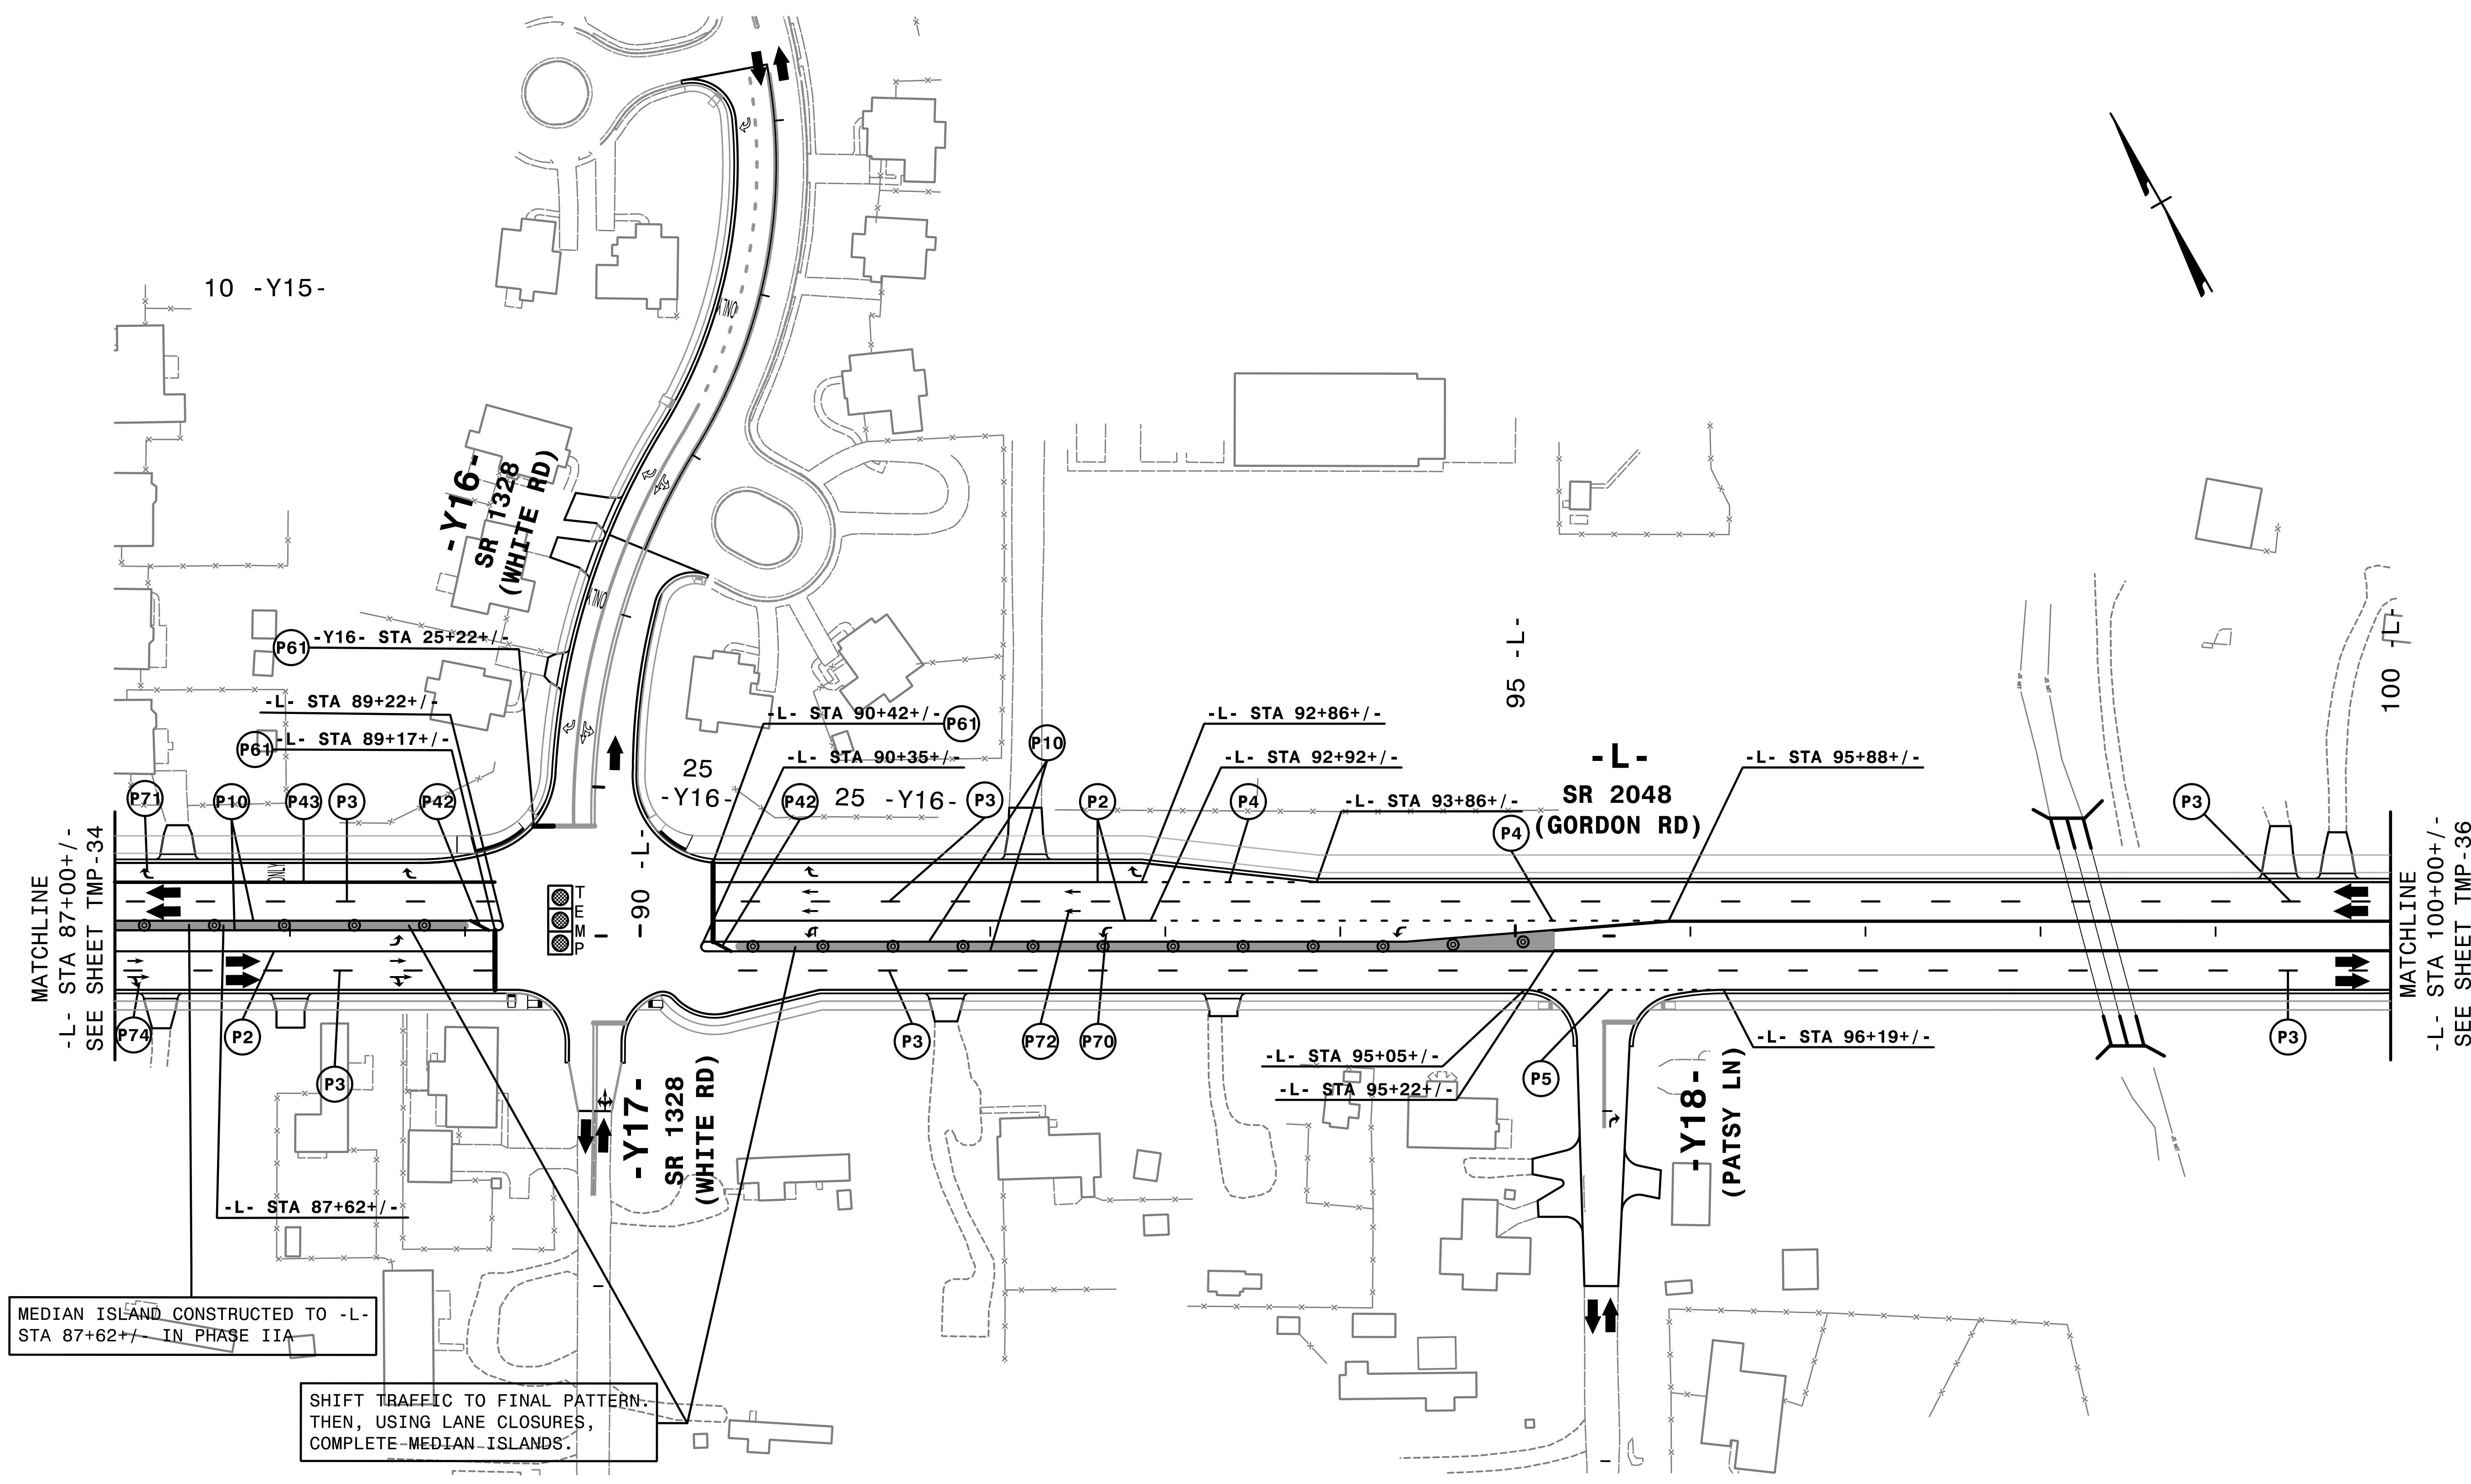 10 -Y15-
-Y16-
SR 1328
(WHITE RD)
ONLY
ONLY
P61
-Y16- STA 25+22+/-
-L- STA 89+22+/-
P61
-L- STA 89+17+/-
-L- STA 90+42+/-
P61
-L- STA 90+35+/-
25
-Y16-
25 -Y16-
P10
-L- STA 92+86+/-
-L- STA 92+92+/-
-L- STA 93+86+/-
95 -L-
-L-
SR 2048
(GORDON RD)
-L- STA 95+88+/-
100 -L-
P71
P10
P43
P3
P42
P42
P3
P2
P4
P4
P3
MATCHLINE
-L- STA 87+00+/-
SEE SHEET TMP-34
ONLY
TEMP
90 -L-
MATCHLINE
-L- STA 100+00+/-
SEE SHEET TMP-36
P74
P2
P3
P3
P72
P70
-L- STA 95+05+/-
-L- STA 95+22+/-
P5
-L- STA 96+19+/-
P3
-Y17-
SR 1328
(WHITE RD)
-Y18-
(PATSY LN)
-L- STA 87+62+/-
MEDIAN ISLAND CONSTRUCTED TO -L-
STA 87+62+/- IN PHASE IIA
SHIFT TRAFFIC TO FINAL PATTERN.
THEN, USING LANE CLOSURES,
COMPLETE MEDIAN ISLANDS.